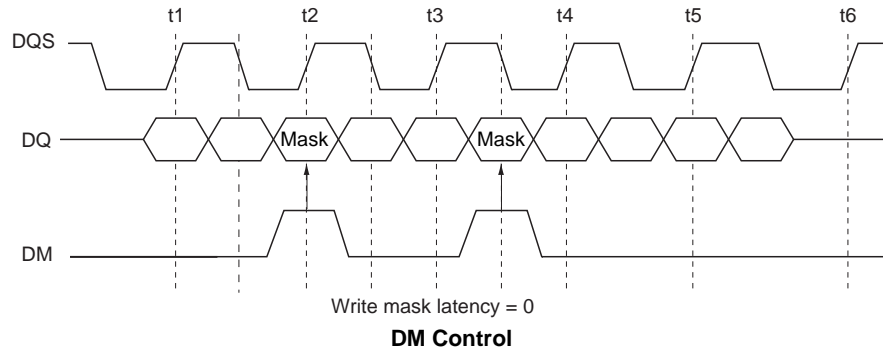 t1 t2 t3 t4 t5 t6
DQS
DQ Mask Mask
DM
Write mask latency = 0
DM Control